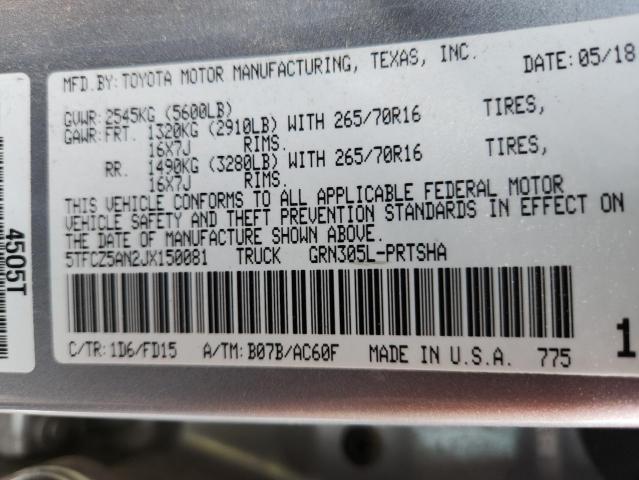 MFD.BY: TOYOTA MOTOR MANUFACTURING, TEXAS, INC. DATE: 05/18
GVWR: 2545KG (5600LB)
GAWR: FRT. 1320KG (2910LB) WITH 265/70R16 TIRES,
16X7J RIMS.
RR. 1490KG (3280LB) WITH 265/70R16 TIRES,
16X7J RIMS.
THIS VEHICLE CONFORMS TO ALL APPLICABLE FEDERAL MOTOR
VEHICLE SAFETY AND THEFT PREVENTION STANDARDS IN EFFECT ON
THE DATE OF MANUFACTURE SHOWN ABOVE.
5TFCZ5AN2JX150081 TRUCK GRN305L-PRTSHA
C/TR: 1D6/FD15 A/TM: B07B/AC60F MADE IN U.S.A. 775
1
4505T